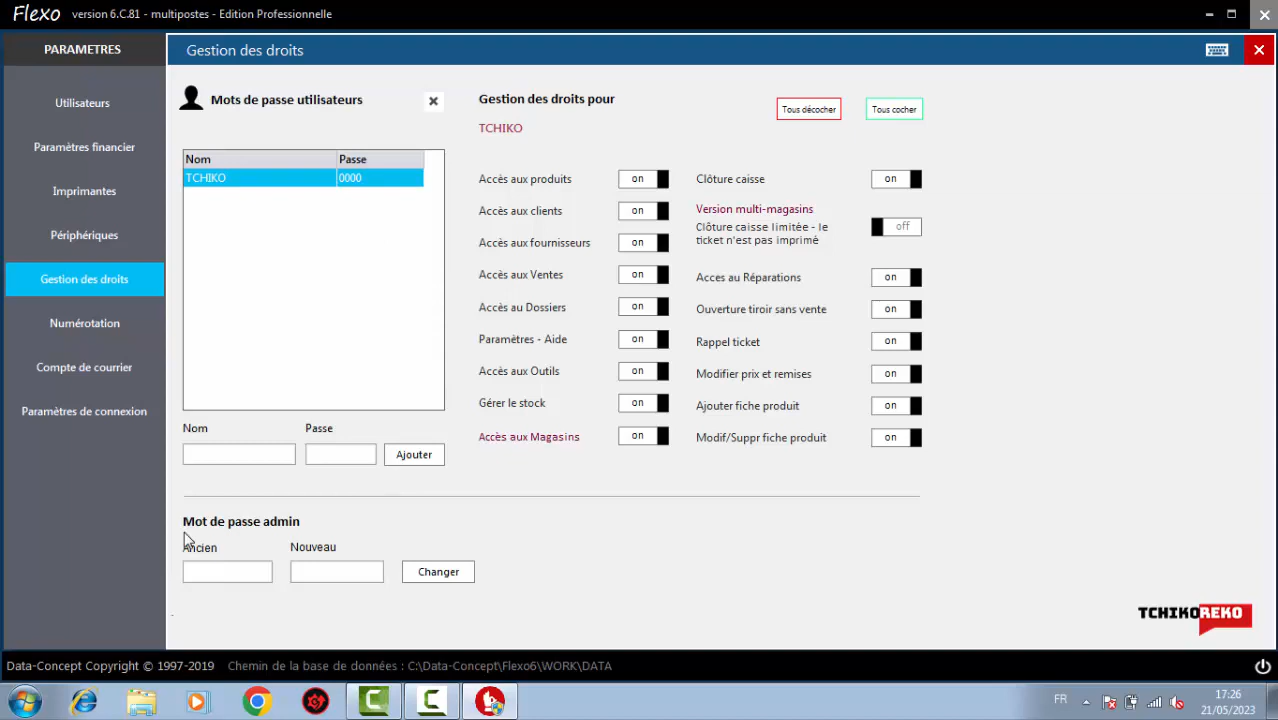 Flexo version 6.C.81 - multipostes - Edition Professionnelle
PARAMETRES
Gestion des droits
Utilisateurs
Paramètres financier
Imprimantes
Périphériques
Gestion des droits
Numérotation
Compte de courrier
Paramètres de connexion
Mots de passe utilisateurs
Nom Passe
TCHIKO 0000
Nom Passe
Ajouter
Gestion des droits pour
TCHIKO
Tous décocher Tous cocher
Accès aux produits on
Accès aux clients on
Accès aux fournisseurs on
Accès aux Ventes on
Accès au Dossiers on
Paramètres - Aide on
Accès aux Outils on
Gérer le stock on
Accès aux Magasins on
Clôture caisse on
Version multi-magasins
Clôture caisse limitée - le off
ticket n'est pas imprimé
Acces au Réparations on
Ouverture tiroir sans vente on
Rappel ticket on
Modifier prix et remises on
Ajouter fiche produit on
Modif/Suppr fiche produit on
Mot de passe admin
Ancien Nouveau
Changer
TCHIKOREKO
Data-Concept Copyright © 1997-2019 Chemin de la base de données : C:\Data-Concept\Flexo6\WORK\DATA
FR
17:26
21/05/2023